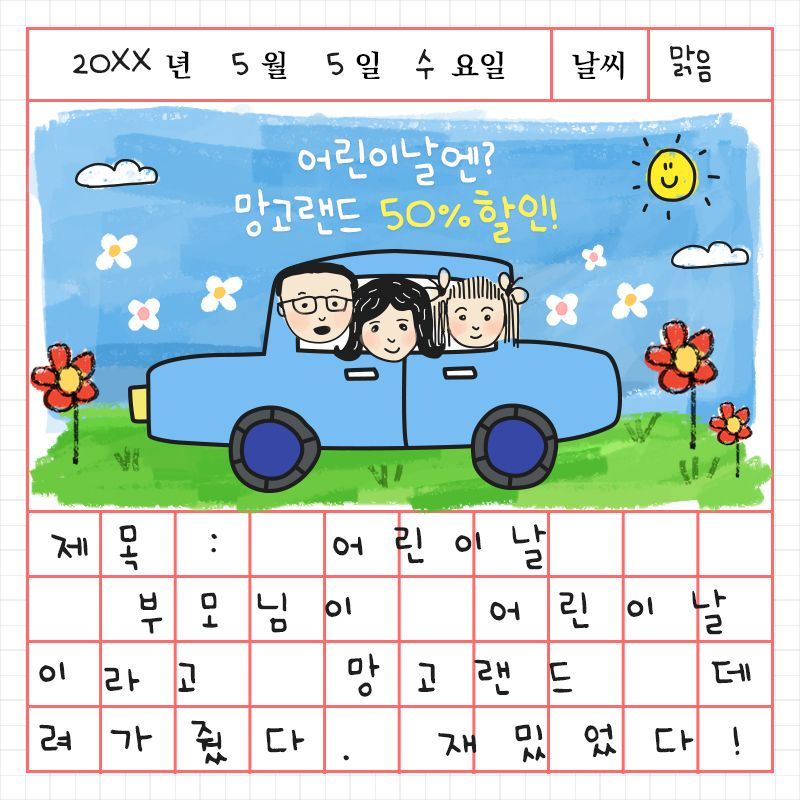 20XX 년 5 월 5 일 수 요일 날씨 맑음
어린이날엔?
망고랜드 50% 할인!
제목 : 어린이날
부모님이 어린이날
이라고 망고랜드 데
려가줬다. 재밌었다!